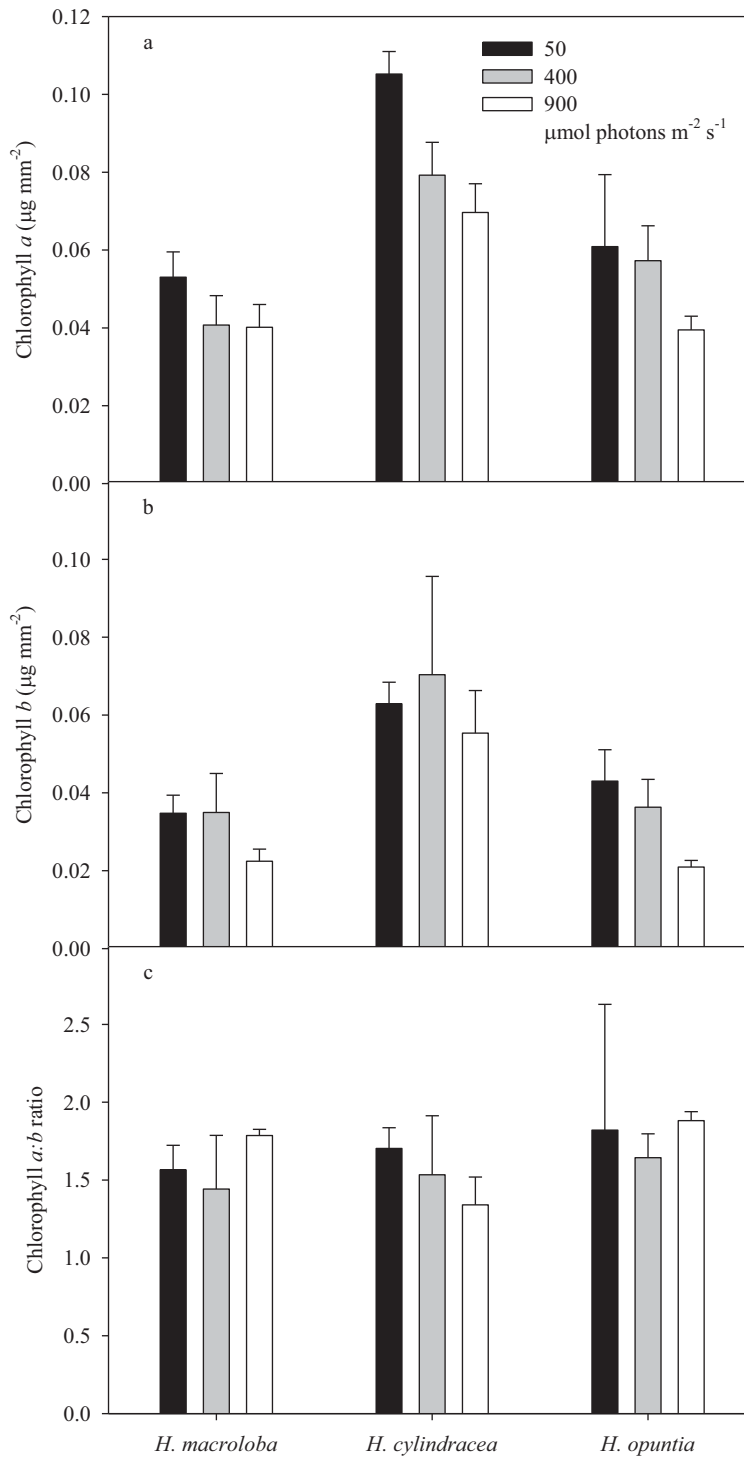 0.12
a
50
400
900
μmol photons m⁻² s⁻¹
0.10
0.08
0.06
0.04
0.02
0.00
Chlorophyll a (μg mm⁻²)
b
0.10
0.08
0.06
0.04
0.02
0.00
Chlorophyll b (μg mm⁻²)
c
2.5
2.0
1.5
1.0
0.5
0.0
Chlorophyll a:b ratio
H. macroloba H. cylindracea H. opuntia